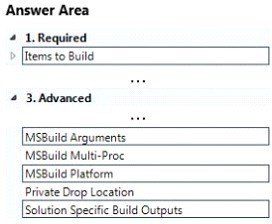 Answer Area
1. Required
Items to Build
...
3. Advanced
...
MSBuild Arguments
MSBuild Multi-Proc
MSBuild Platform
Private Drop Location
Solution Specific Build Outputs